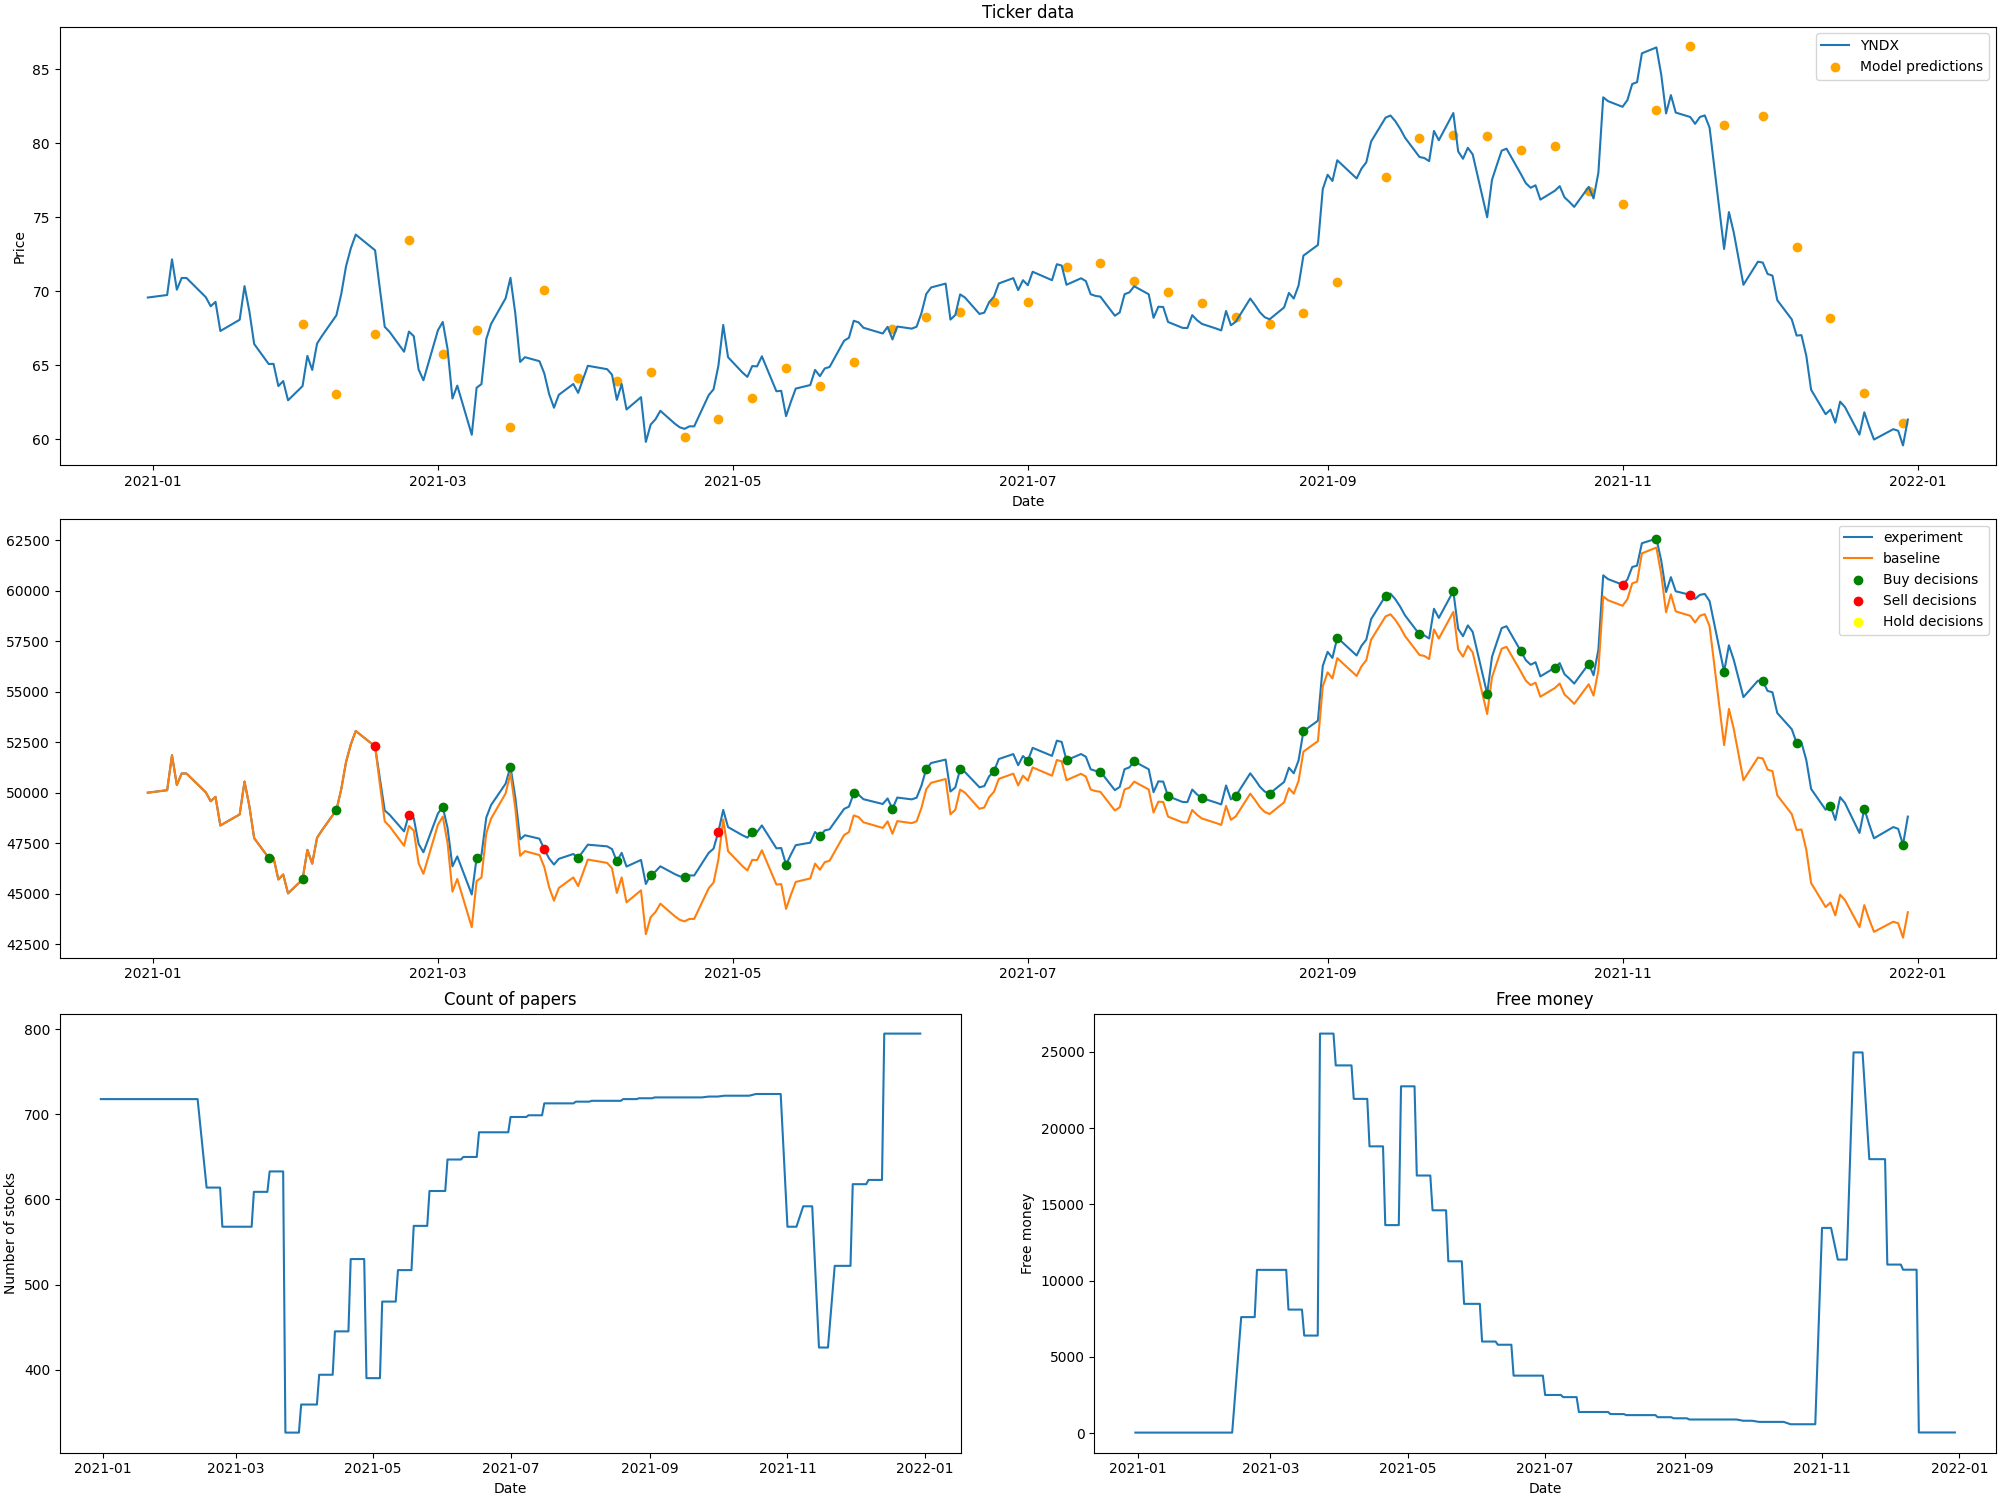 Ticker data
YNDX
Model predictions
85
80
75
70
65
60
Price
2021-01 2021-03 2021-05 2021-07 2021-09 2021-11 2022-01
Date
experiment
baseline
Buy decisions
Sell decisions
Hold decisions
62500
60000
57500
55000
52500
50000
47500
45000
42500
2021-01 2021-03 2021-05 2021-07 2021-09 2021-11 2022-01
Count of papers
800
700
600
500
400
Number of stocks
2021-01 2021-03 2021-05 2021-07 2021-09 2021-11 2022-01
Date
Free money
25000
20000
15000
10000
5000
0
Free money
2021-01 2021-03 2021-05 2021-07 2021-09 2021-11 2022-01
Date